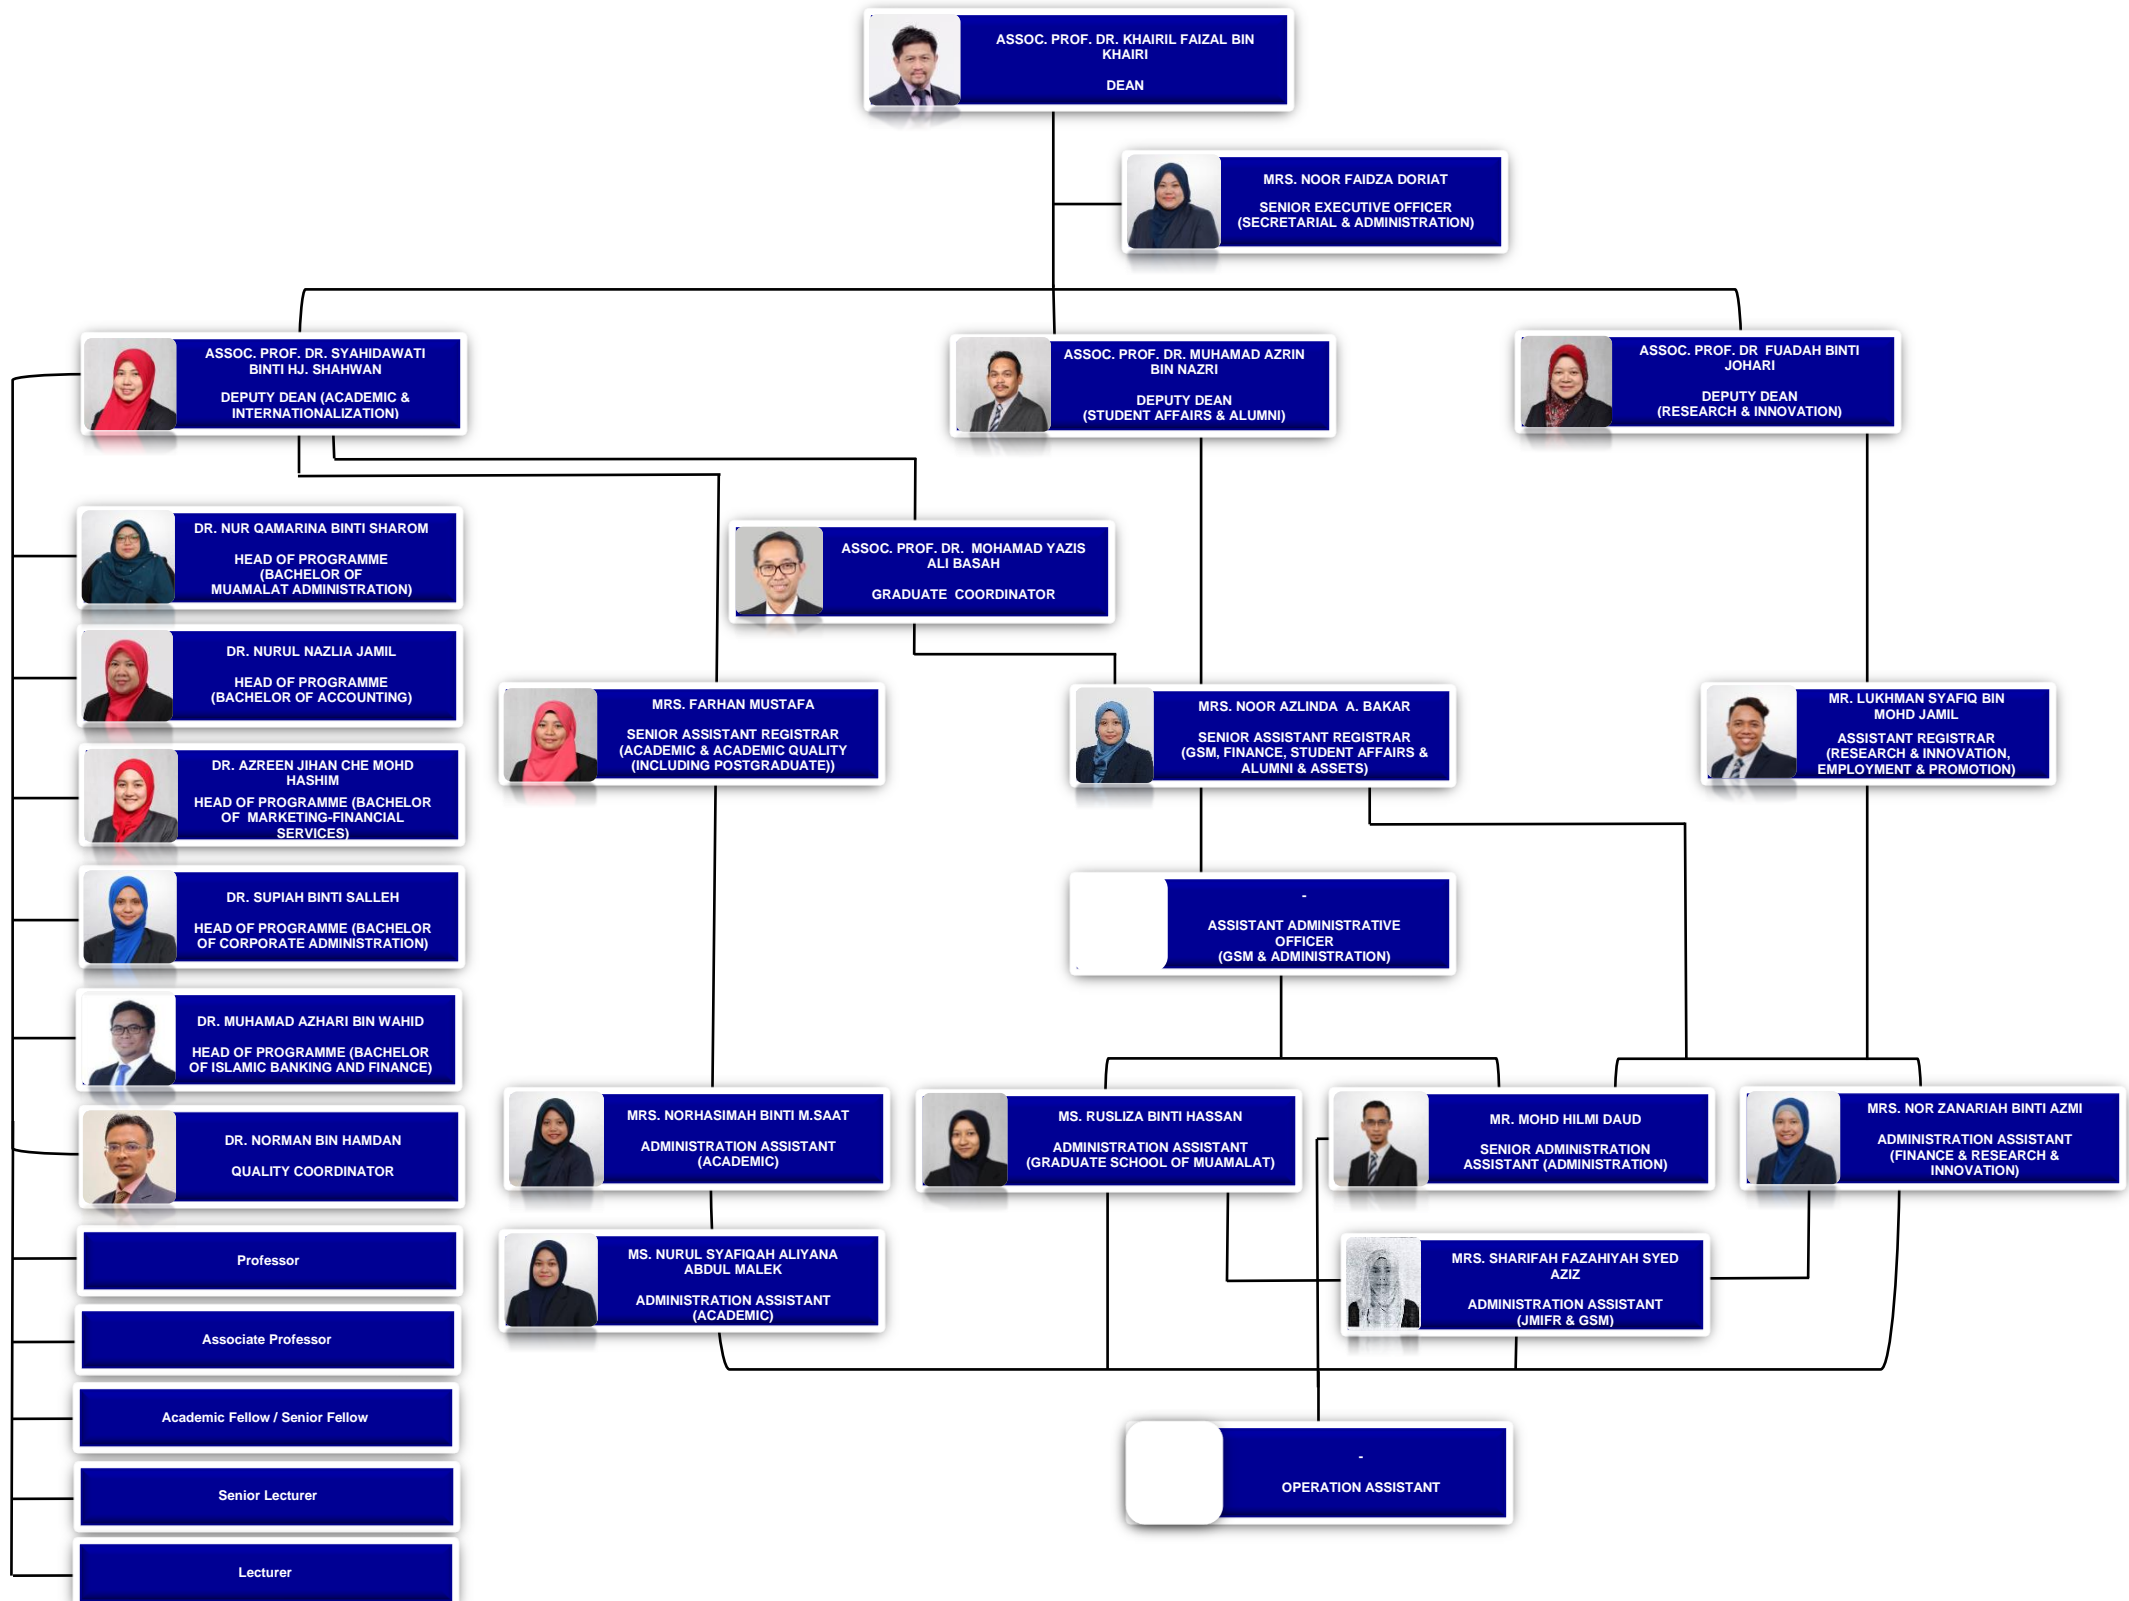 ASSOC. PROF. DR. KHAIRIL FAIZAL BIN
KHAIRI
DEAN
MRS. NOOR FAIDZA DORIAT
SENIOR EXECUTIVE OFFICER
(SECRETARIAL & ADMINISTRATION)
ASSOC. PROF. DR. SYAHIDAWATI
BINTI HJ. SHAHWAN
DEPUTY DEAN (ACADEMIC &
INTERNATIONALIZATION)
ASSOC. PROF. DR. MUHAMAD AZRIN
BIN NAZRI
DEPUTY DEAN
(STUDENT AFFAIRS & ALUMNI)
ASSOC. PROF. DR FUADAH BINTI
JOHARI
DEPUTY DEAN
(RESEARCH & INNOVATION)
DR. NUR QAMARINA BINTI SHAROM
HEAD OF PROGRAMME
(BACHELOR OF
MUAMALAT ADMINISTRATION)
ASSOC. PROF. DR. MOHAMAD YAZIS
ALI BASAH
GRADUATE COORDINATOR
DR. NURUL NAZLIA JAMIL
HEAD OF PROGRAMME
(BACHELOR OF ACCOUNTING)
MRS. FARHAN MUSTAFA
SENIOR ASSISTANT REGISTRAR
(ACADEMIC & ACADEMIC QUALITY
(INCLUDING POSTGRADUATE))
MRS. NOOR AZLINDA A. BAKAR
SENIOR ASSISTANT REGISTRAR
(GSM, FINANCE, STUDENT AFFAIRS &
ALUMNI & ASSETS)
MR. LUKHMAN SYAFIQ BIN
MOHD JAMIL
ASSISTANT REGISTRAR
(RESEARCH & INNOVATION,
EMPLOYMENT & PROMOTION)
DR. AZREEN JIHAN CHE MOHD
HASHIM
HEAD OF PROGRAMME (BACHELOR
OF MARKETING-FINANCIAL
SERVICES)
DR. SUPIAH BINTI SALLEH
HEAD OF PROGRAMME (BACHELOR
OF CORPORATE ADMINISTRATION)
-
ASSISTANT ADMINISTRATIVE
OFFICER
(GSM & ADMINISTRATION)
DR. MUHAMAD AZHARI BIN WAHID
HEAD OF PROGRAMME (BACHELOR
OF ISLAMIC BANKING AND FINANCE)
DR. NORMAN BIN HAMDAN
QUALITY COORDINATOR
MRS. NORHASIMAH BINTI M.SAAT
ADMINISTRATION ASSISTANT
(ACADEMIC)
MS. RUSLIZA BINTI HASSAN
ADMINISTRATION ASSISTANT
(GRADUATE SCHOOL OF MUAMALAT)
MR. MOHD HILMI DAUD
SENIOR ADMINISTRATION
ASSISTANT (ADMINISTRATION)
MRS. NOR ZANARIAH BINTI AZMI
ADMINISTRATION ASSISTANT
(FINANCE & RESEARCH &
INNOVATION)
Professor
MS. NURUL SYAFIQAH ALIYANA
ABDUL MALEK
ADMINISTRATION ASSISTANT
(ACADEMIC)
MRS. SHARIFAH FAZAHIYAH SYED
AZIZ
ADMINISTRATION ASSISTANT
(JMIFR & GSM)
Associate Professor
Academic Fellow / Senior Fellow
Senior Lecturer
-
OPERATION ASSISTANT
Lecturer